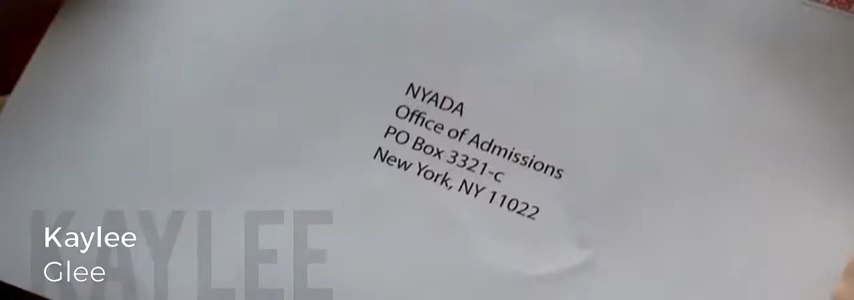 NYADA
Office of Admissions
PO Box 3321-c
New York, NY 11022
KAYLEE
Kaylee
Glee